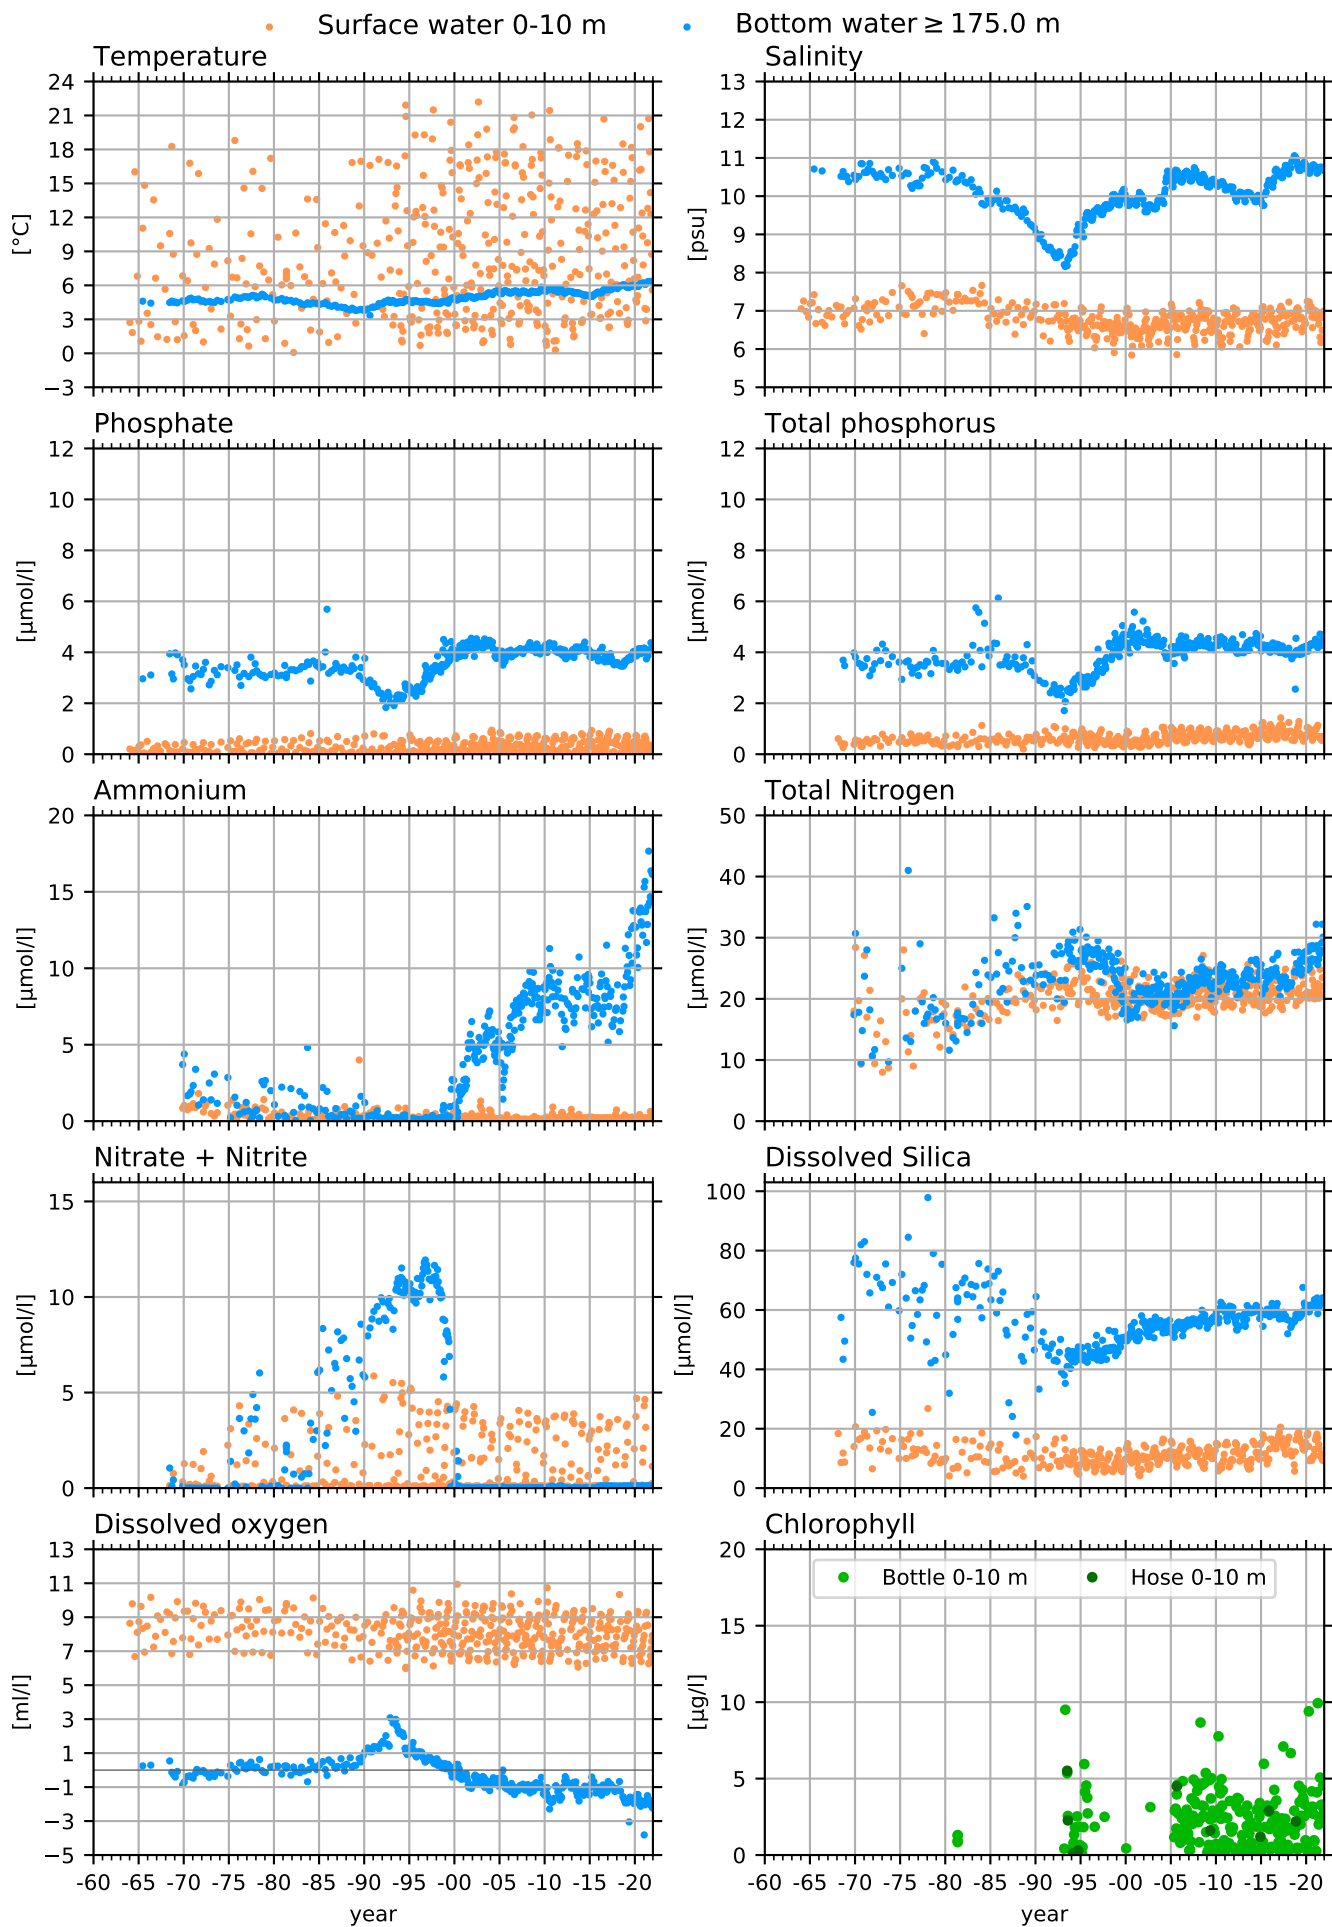 Surface water 0-10 m Bottom water ≥ 175.0 m
Temperature Salinity
24 21 18 15 12 9 6 3 0 −3
[°C]
13 12 11 10 9 8 7 6 5
[psu]
Phosphate Total phosphorus
12 10 8 6 4 2 0
[µmol/l]
12 10 8 6 4 2 0
[µmol/l]
Ammonium Total Nitrogen
20 15 10 5 0
[µmol/l]
50 40 30 20 10 0
[µmol/l]
Nitrate + Nitrite Dissolved Silica
15 10 5 0
[µmol/l]
100 80 60 40 20 0
[µmol/l]
Dissolved oxygen Chlorophyll
13 11 9 7 5 3 1 −1 −3 −5
[ml/l]
20 15 10 5 0
[µg/l]
Bottle 0-10 m Hose 0-10 m
-60 -70 -75 -85 -90 -95 -00 -10 -15 -20
-60 -70 -75 -85 -90 -95 -00 -10 -15 -20
year year